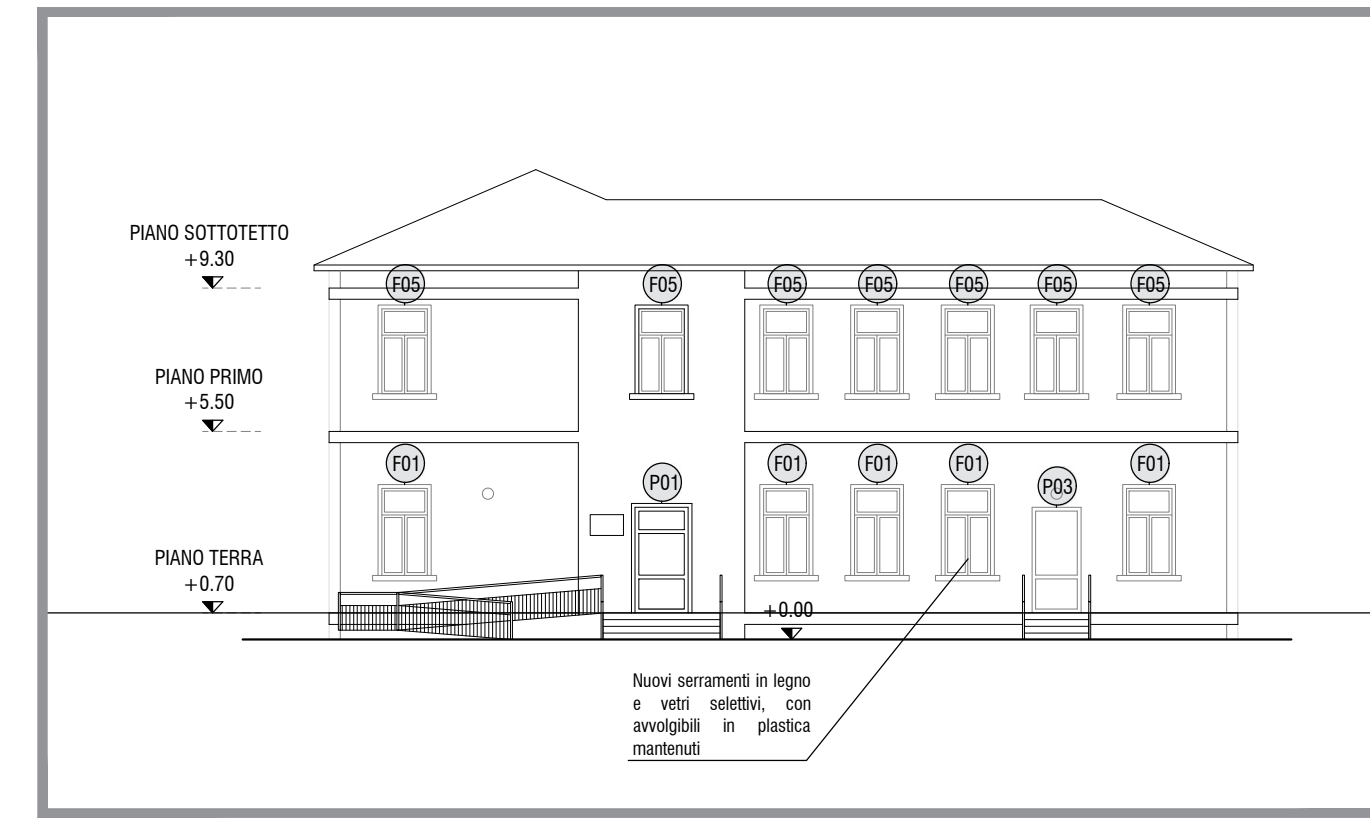 PIANO SOTTOTETTO
+9.30
F05 F05 F05 F05 F05 F05 F05
PIANO PRIMO
+5.50
F01 P01 F01 F01 F01 P03 F01
PIANO TERRA
+0.70
+0.00
Nuovi serramenti in legno
e vetri selettivi, con
avvolgibili in plastica
mantenuti